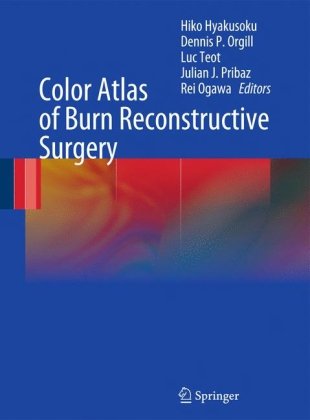 Hiko Hyakusoku
Dennis P. Orgill
Luc Teot
Julian J. Pribaz
Rei Ogawa Editors
Color Atlas
of Burn Reconstructive
Surgery
Springer